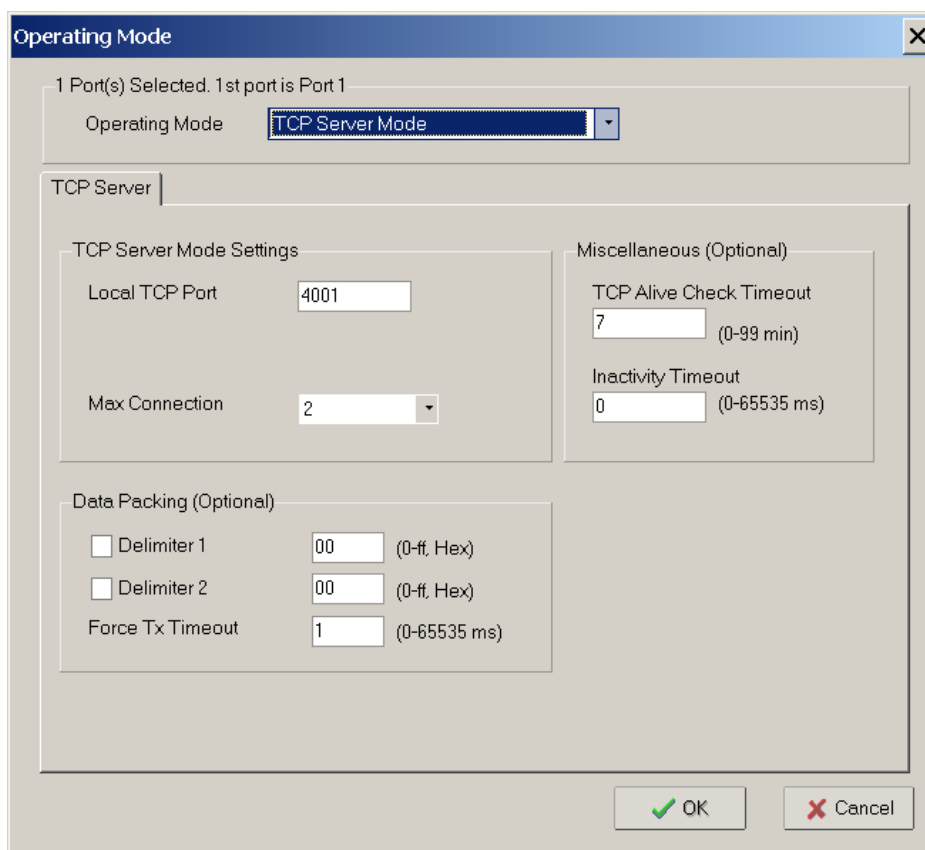 Operating Mode
1 Port(s) Selected. 1st port is Port 1
Operating Mode TCP Server Mode
TCP Server
TCP Server Mode Settings
Local TCP Port 4001
Max Connection 2
Miscellaneous (Optional)
TCP Alive Check Timeout
7 (0-99 min)
Inactivity Timeout
0 (0-65535 ms)
Data Packing (Optional)
Delimiter 1 00 (0-ff, Hex)
Delimiter 2 00 (0-ff, Hex)
Force Tx Timeout 1 (0-65535 ms)
OK Cancel